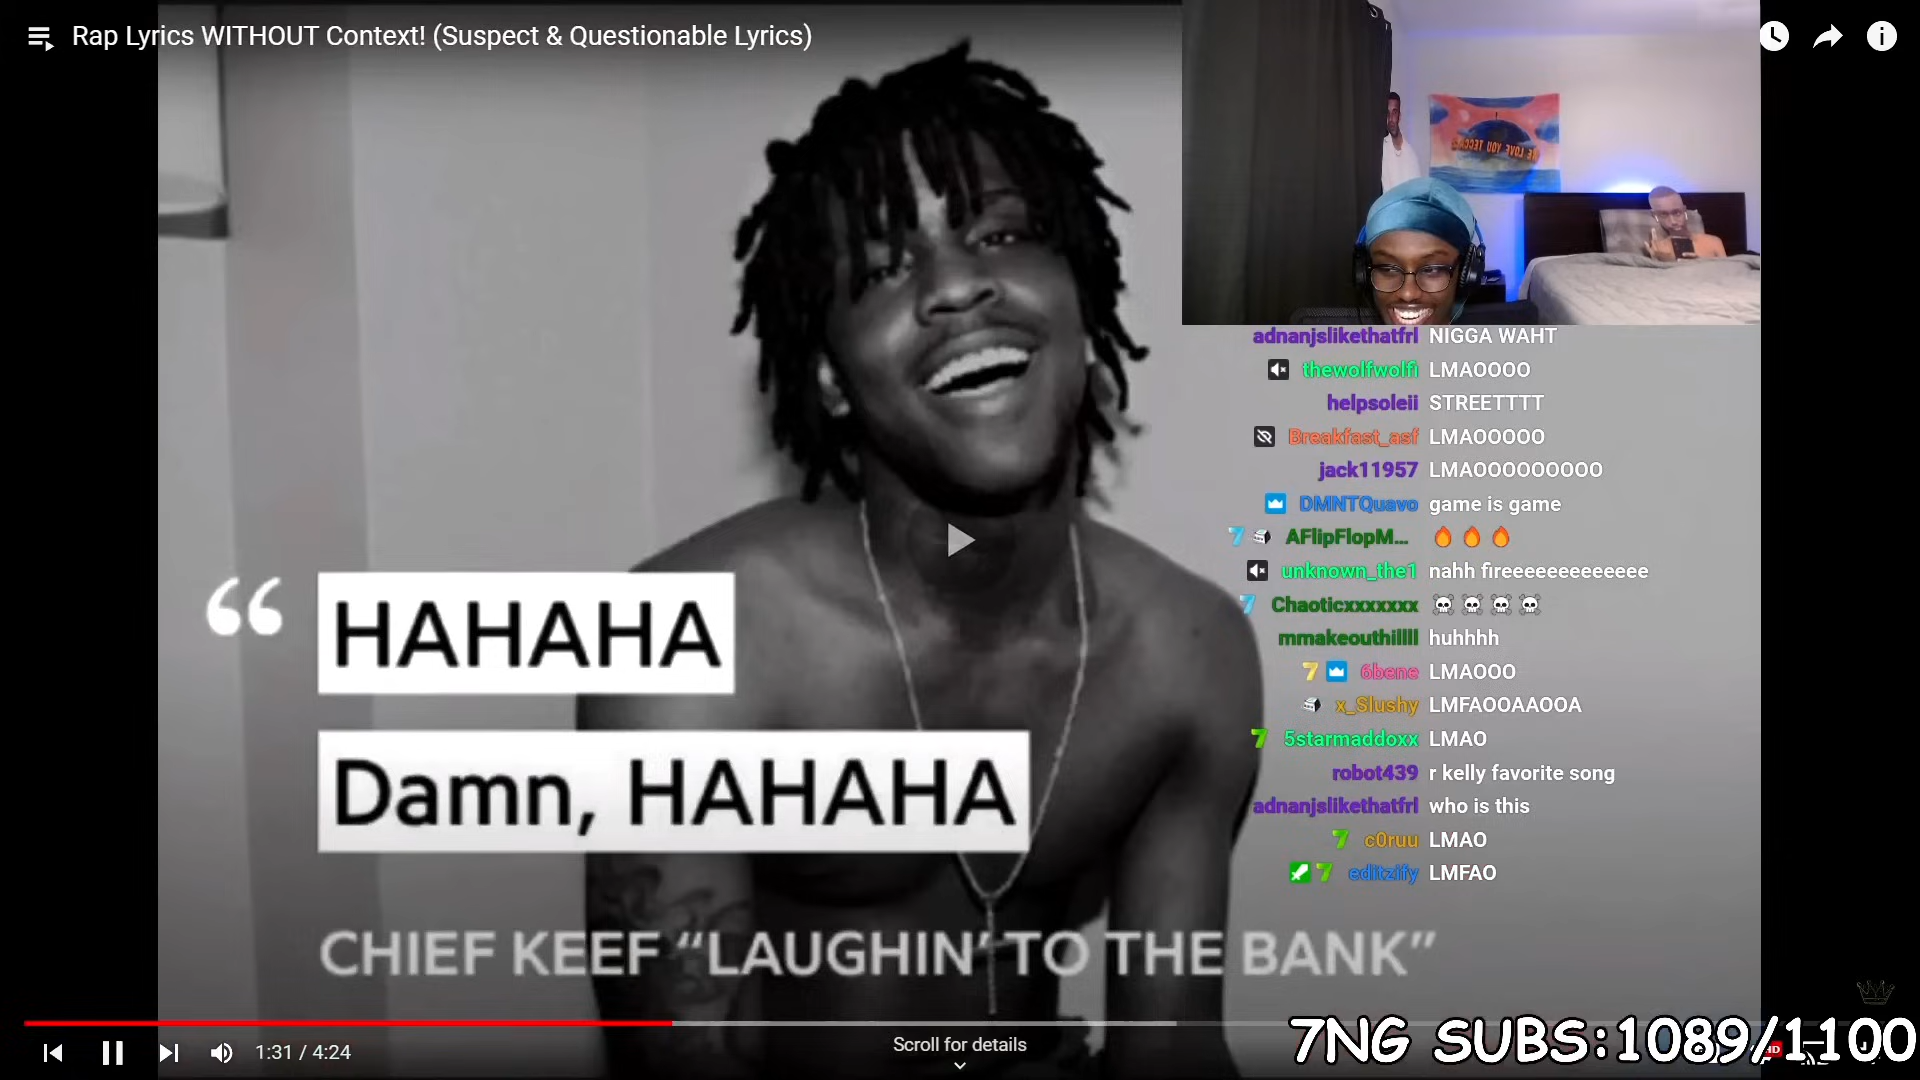 Rap Lyrics WITHOUT Context! (Suspect & Questionable Lyrics)
adnanjslikethatfrl NIGGA WAHT
thewolfwolfi LMAOOOO
helpsoleii STREETTTT
Breakfast_asf LMAOOOOO
jack11957 LMAOOOOOOOOO
DMNTQuavo game is game
AFlipFlopM... 🔥 🔥 🔥
unknown_the1 nahh fireeeeeeeeeeeee
Chaoticxxxxxxx ☠ ☠ ☠ ☠
mmakeouthillll huhhhh
6bene LMAOOO
x_Slushy LMFAOOAAOOA
5starmaddoxx LMAO
robot439 r kelly favorite song
adnanjslikethatfrl who is this
c0ruu LMAO
editzify LMFAO
“ HAHAHA
Damn, HAHAHA
CHIEF KEEF “LAUGHIN’ TO THE BANK”
1:31 / 4:24
Scroll for details
7NG SUBS:1089/1100
HD